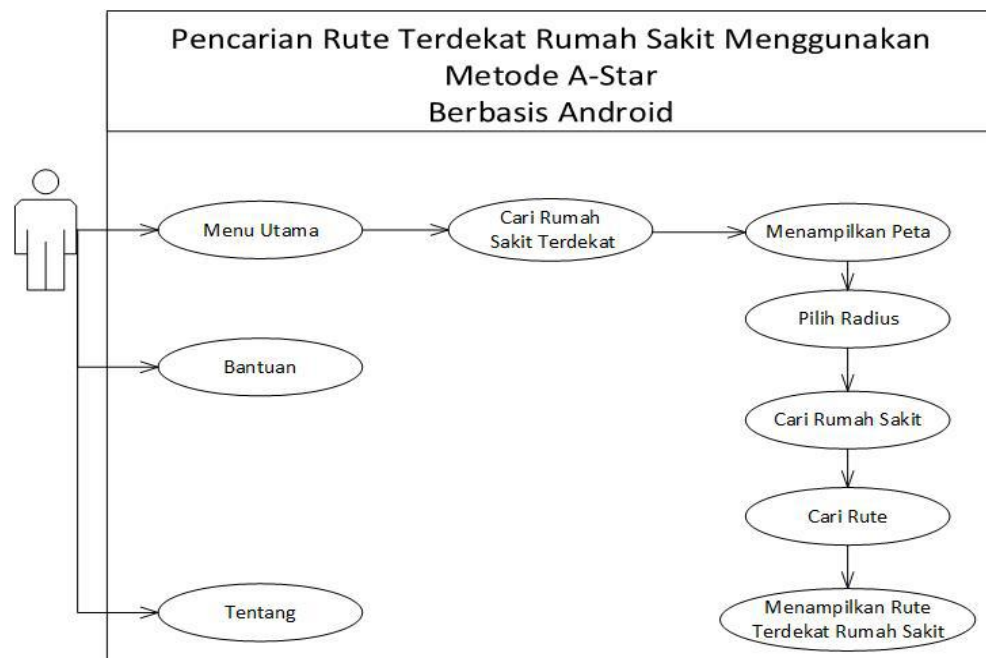 Pencarian Rute Terdekat Rumah Sakit Menggunakan
Metode A-Star
Berbasis Android
Menu Utama
Cari Rumah
Sakit Terdekat
Menampilkan Peta
Pilih Radius
Bantuan
Cari Rumah Sakit
Cari Rute
Tentang
Menampilkan Rute
Terdekat Rumah Sakit